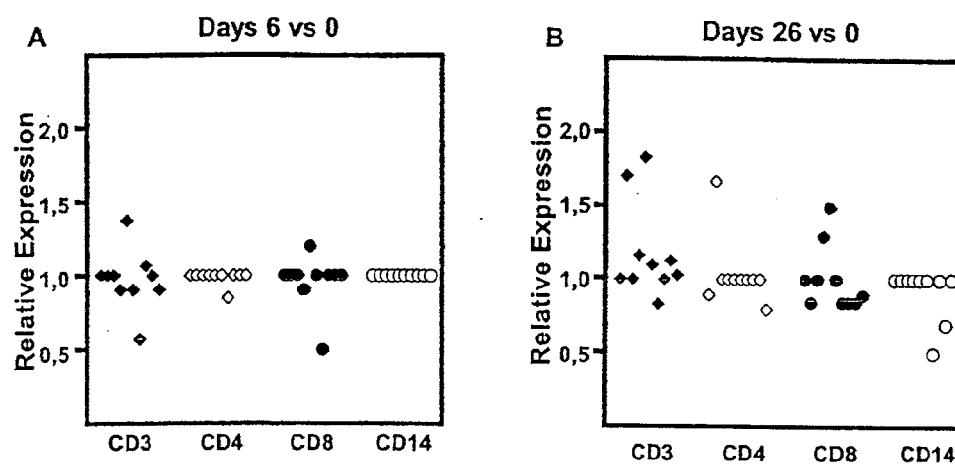 A
Days 6 vs 0
Relative Expression
2,0
1,5
1,0
0,5
CD3 CD4 CD8 CD14
B
Days 26 vs 0
Relative Expression
2,0
1,5
1,0
0,5
CD3 CD4 CD8 CD14